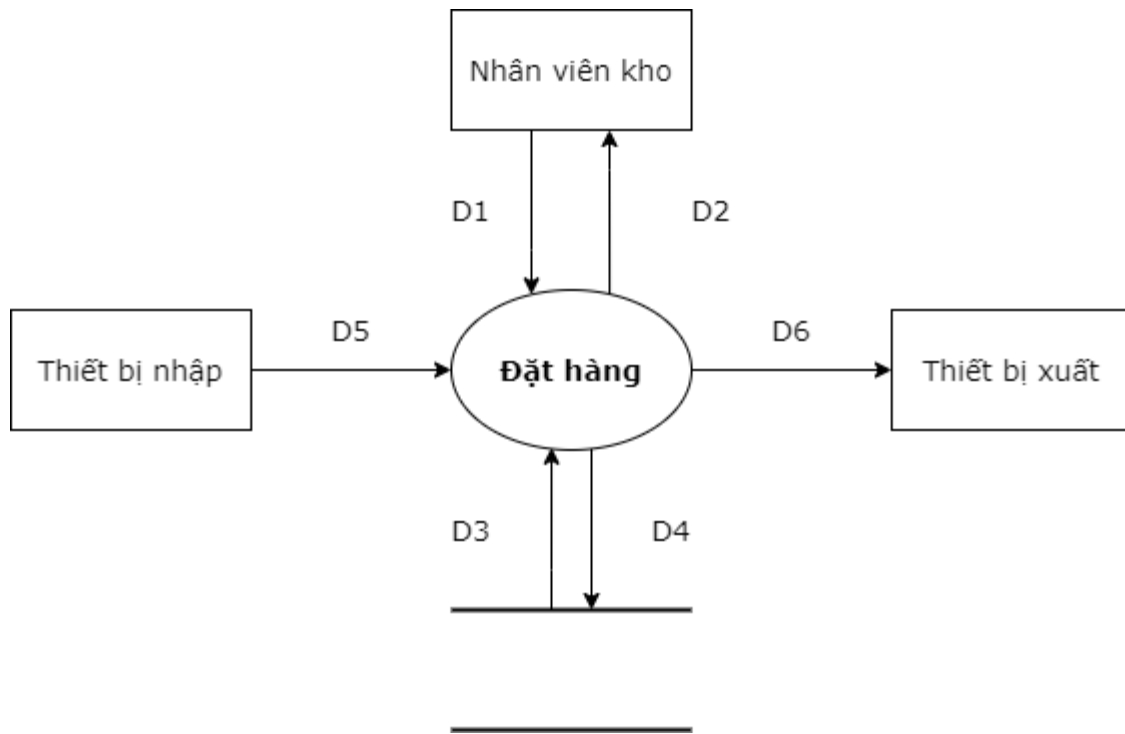 Nhân viên kho
D1
D2
D5
D6
Thiết bị nhập
Đặt hàng
Thiết bị xuất
D3
D4